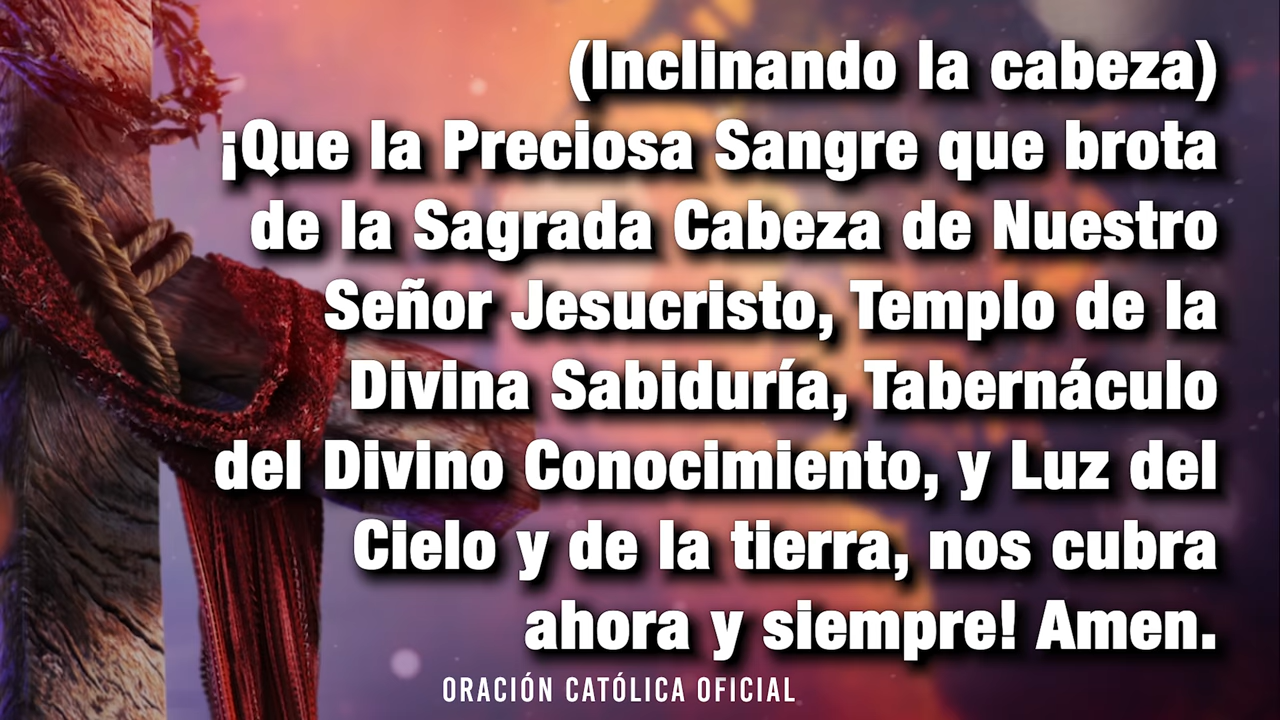 (Inclinando la cabeza)
¡Que la Preciosa Sangre que brota
de la Sagrada Cabeza de Nuestro
Señor Jesucristo, Templo de la
Divina Sabiduría, Tabernáculo
del Divino Conocimiento, y Luz del
Cielo y de la tierra, nos cubra
ahora y siempre! Amen.
ORACIÓN CATÓLICA OFICIAL